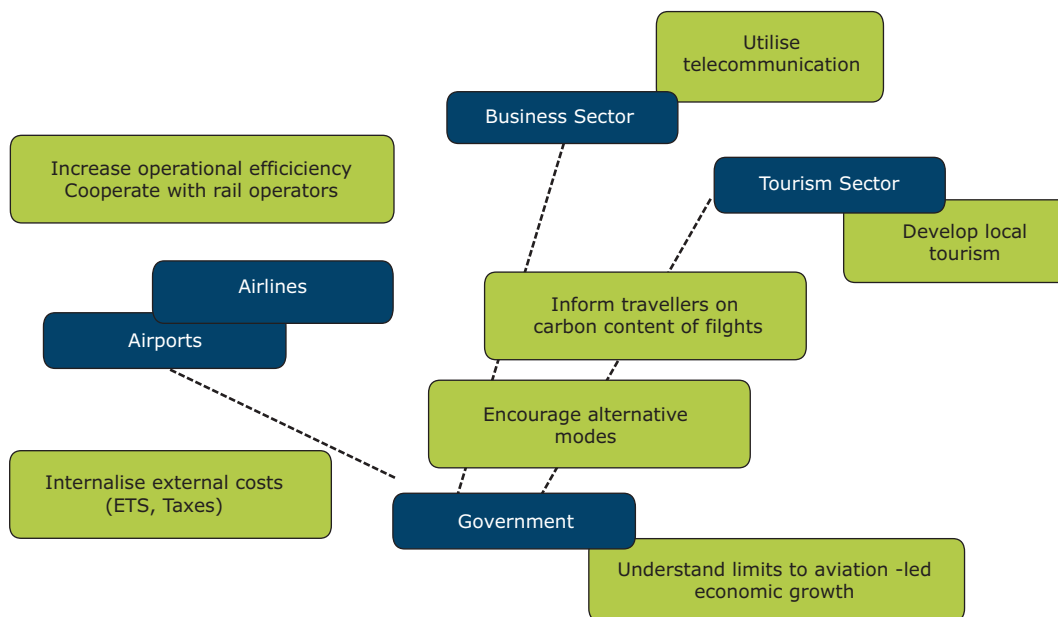 Utilise
telecommunication
Business Sector
Increase operational efficiciency
Cooperate with rail operators
Tourism Sector
Develop local
tourism
Airlines
Inform travellers on
carbon content of filghts
Airports
Encourage alternative
modes
Internalise external costs
(ETS, Taxes)
Government
Understand limits to aviation -led
economic growth